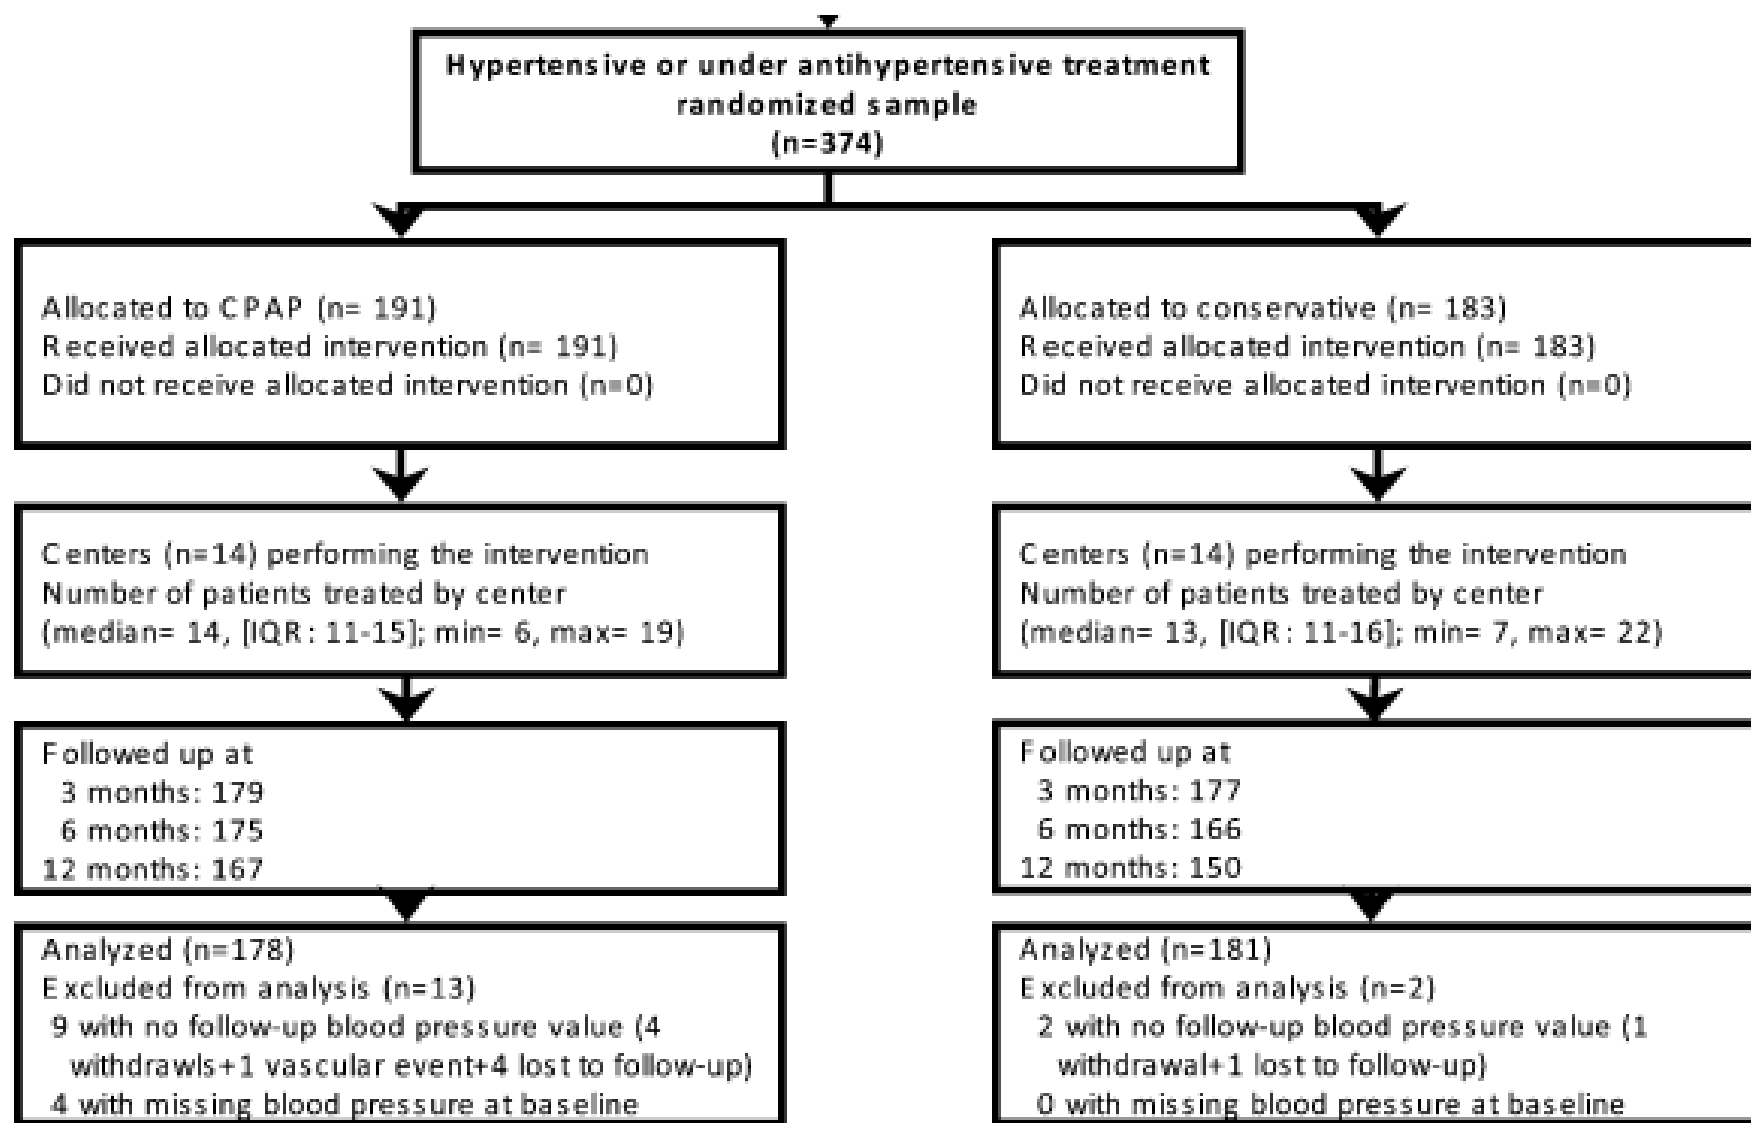 Hypertensive or under antihypertensive treatment
randomized sample
(n=374)
Allocated to CPAP (n= 191)
Received allocated intervention (n= 191)
Did not receive allocated intervention (n=0)
Allocated to conservative (n= 183)
Received allocated intervention (n= 183)
Did not receive allocated intervention (n=0)
Centers (n=14) performing the intervention
Number of patients treated by center
(median= 14, [IQR: 11-15]; min= 6, max= 19)
Centers (n=14) performing the intervention
Number of patients treated by center
(median= 13, [IQR: 11-16]; min= 7, max= 22)
Followed up at
3 months: 179
6 months: 175
12 months: 167
Followed up at
3 months: 177
6 months: 166
12 months: 150
Analyzed (n=178)
Excluded from analysis (n=13)
9 with no follow-up blood pressure value (4
withdrawls+1 vascular event+4 lost to follow-up)
4 with missing blood pressure at baseline
Analyzed (n=181)
Excluded from analysis (n=2)
2 with no follow-up blood pressure value (1
withdrawal+1 lost to follow-up)
0 with missing blood pressure at baseline